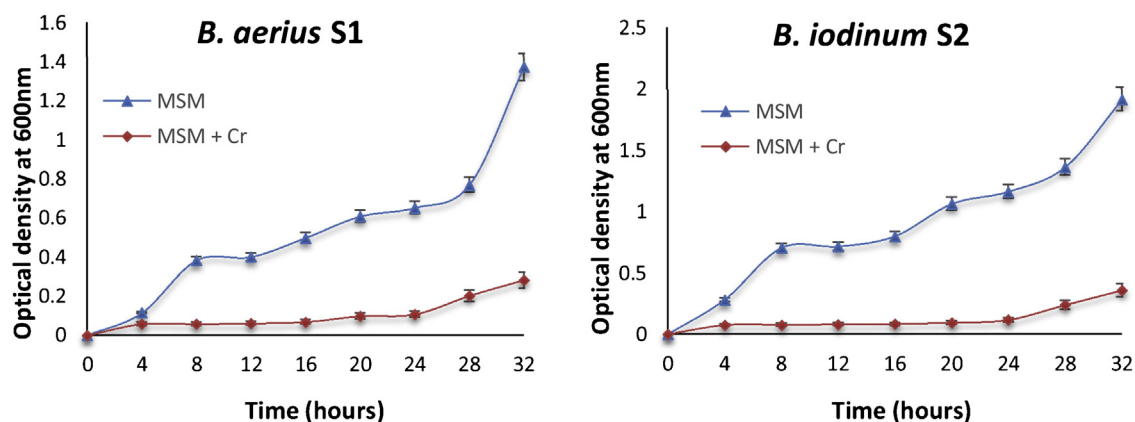 B. aerius S1
Optical density at 600nm
1.6
1.4
1.2
1
0.8
0.6
0.4
0.2
0
MSM
MSM + Cr
0 4 8 12 16 20 24 28 32
Time (hours)
B. iodinum S2
Optical density at 600nm
2.5
2
1.5
1
0.5
0
MSM
MSM + Cr
0 4 8 12 16 20 24 28 32
Time (hours)